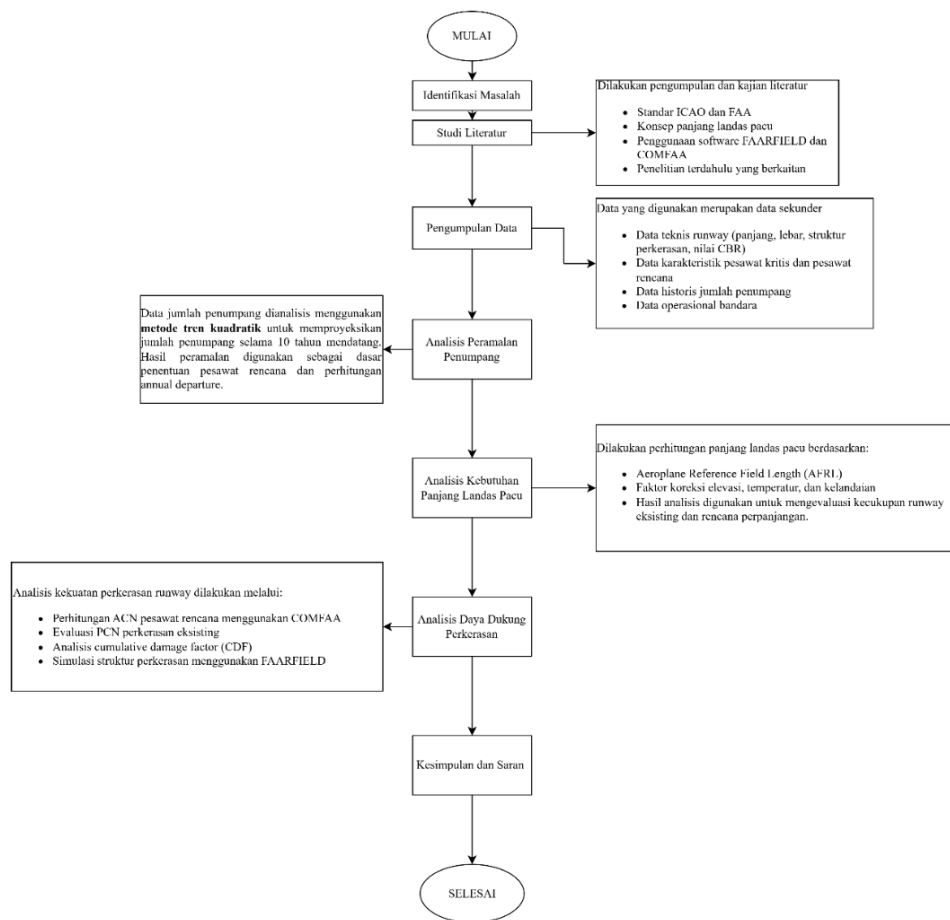 MULAI
Identifikasi Masalah
Studi Literatur
Dilakukan pengumpulan dan kajian literatur
• Standar ICAO dan FAA
• Konsep panjang landas pacu
• Penggunaan software FAARFIELD dan
COMFAA
• Penelitian terdahulu yang berkaitan
Pengumpulan Data
Data yang digunakan merupakan data sekunder
• Data teknis runway (panjang, lebar, struktur
perkerasan, nilai CBR)
• Data karakteristik pesawat kritis dan pesawat
rencana
• Data historis jumlah penumpang
• Data operasional bandara
Analisis Peramalan
Penumpang
Data jumlah penumpang dianalisis menggunakan
metode tren kuadratik untuk memproyeksikan
jumlah penumpang selama 10 tahun mendatang.
Hasil peramalan digunakan sebagai dasar
penentuan pesawat rencana dan perhitungan
annual departure.
Analisis Kebutuhan
Panjang Landas Pacu
Dilakukan perhitungan panjang landas pacu berdasarkan:
• Aeroplane Reference Field Length (AFRL)
• Faktor koreksi elevasi, temperatur, dan kelandaian
• Hasil analisis digunakan untuk mengevaluasi kecukupan runway
eksisting dan rencana perpanjangan.
Analisis Daya Dukung
Perkerasan
Analisis kekuatan perkerasan runway dilakukan melalui:
• Perhitungan ACN pesawat rencana menggunakan COMFAA
• Evaluasi PCN perkerasan eksisting
• Analisis cumulative damage factor (CDF)
• Simulasi struktur perkerasan menggunakan FAARFIELD
Kesimpulan dan Saran
SELESAI